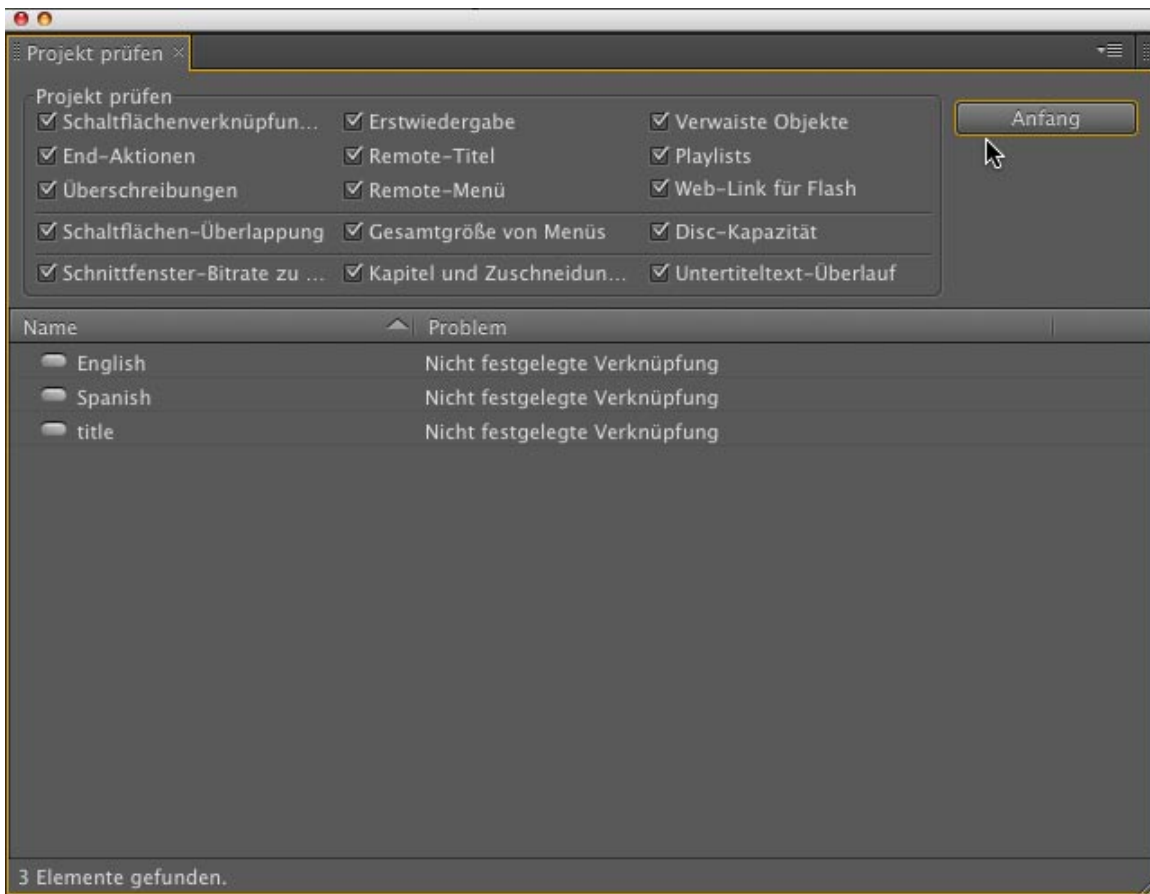 Projekt prüfen
Projekt prüfen
Schaltflächenverknüpfun... Erstwiedergabe Verwaiste Objekte Anfang
End-Aktionen Remote-Titel Playlists
Überschreibungen Remote-Menü Web-Link für Flash
Schaltflächen-Überlappung Gesamtgröße von Menüs Disc-Kapazität
Schnittfenster-Bitrate zu ... Kapitel und Zuschneidun... Untertiteltext-Überlauf
Name Problem
English Nicht festgelegte Verknüpfung
Spanish Nicht festgelegte Verknüpfung
title Nicht festgelegte Verknüpfung
3 Elemente gefunden.